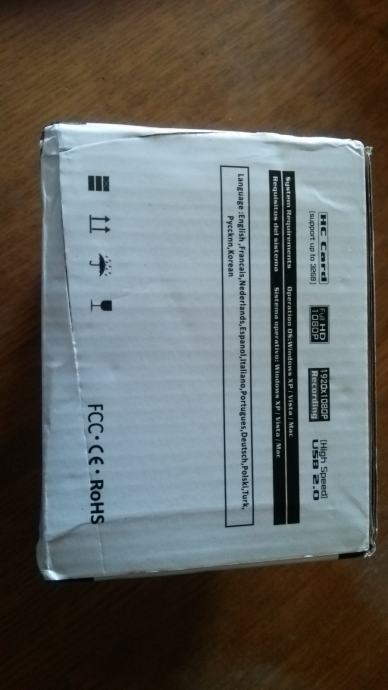 HC Card
[support up to 32GB]
Full HD
1080P
1920x1080P
Recording
[High Speed]
USB 2.0
System Requirements Operation OS:Windows XP / Vista / Mac
Requisitos del sistema Sistema operativo: Windows XP / Vista / Mac
Language :English ,Francais,Nederlands,Espanol,Italiano,Portugues,Deutsch,Polski,Turk,
Русскпп,Korean
FCC · CE · RoHS